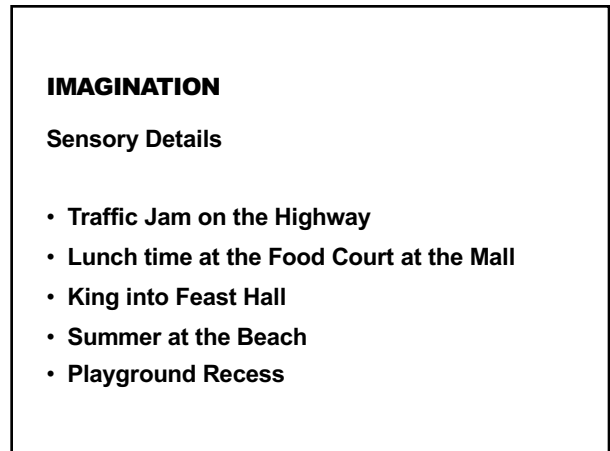 IMAGINATION
Sensory Details
• Traffic Jam on the Highway
• Lunch time at the Food Court at the Mall
• King into Feast Hall
• Summer at the Beach
• Playground Recess